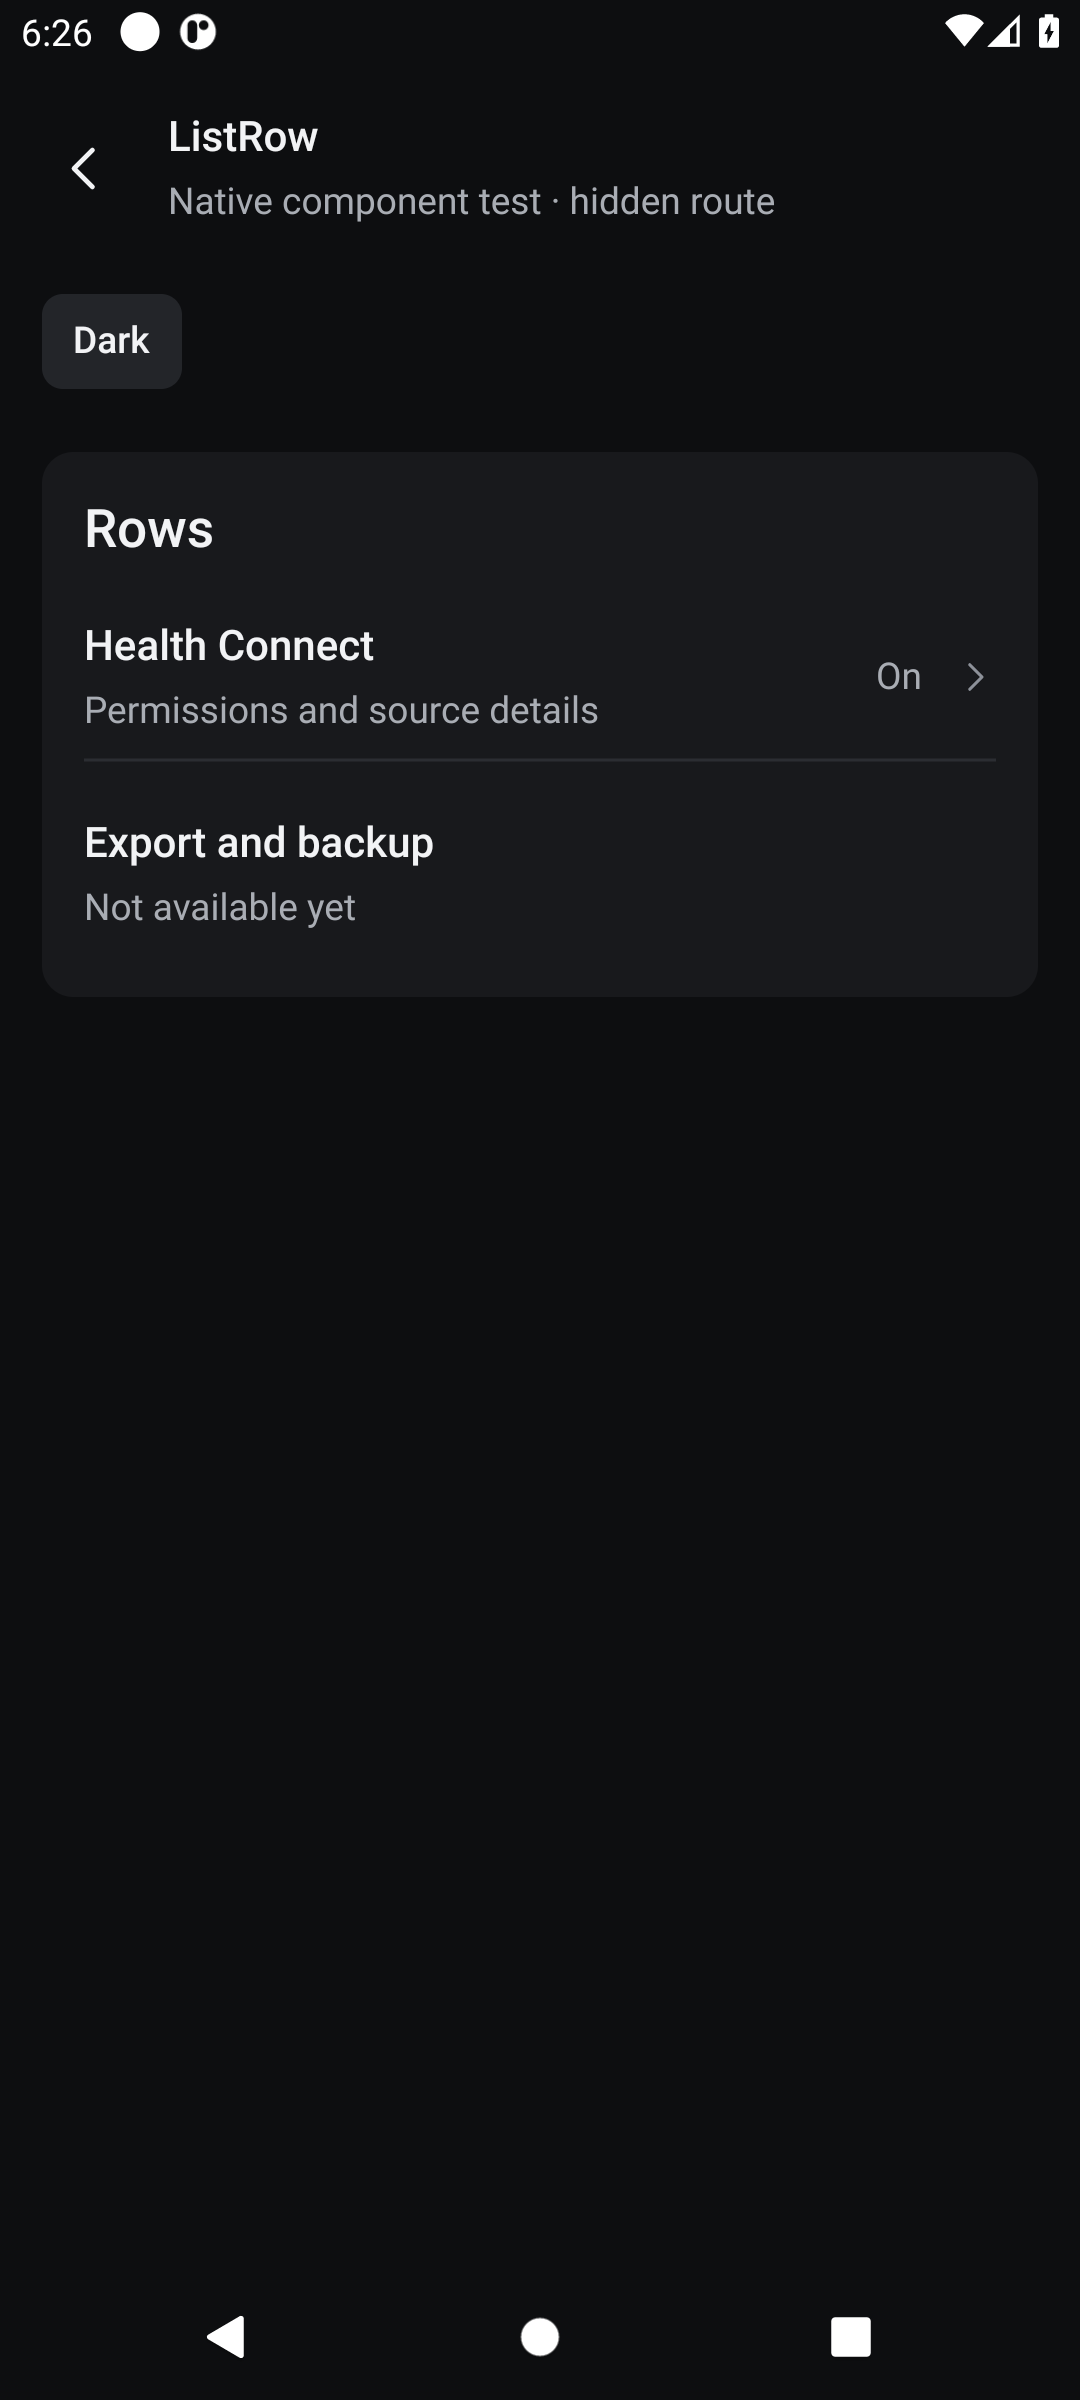 6:26
ListRow
Native component test · hidden route
Dark
Rows
Health Connect
Permissions and source details
On
Export and backup
Not available yet